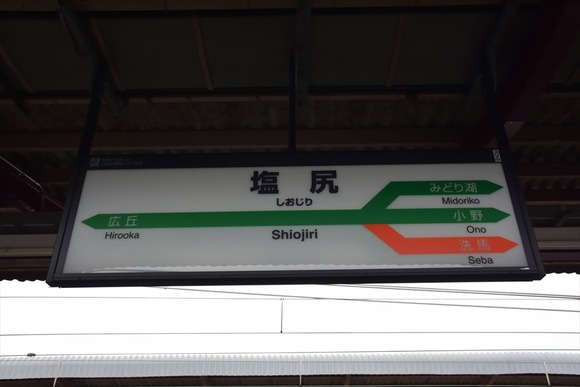 塩尻
しおじり
Shiojiri
広丘
Hirooka
みどり湖
Midoriko
小野
Ono
洗馬
Seba